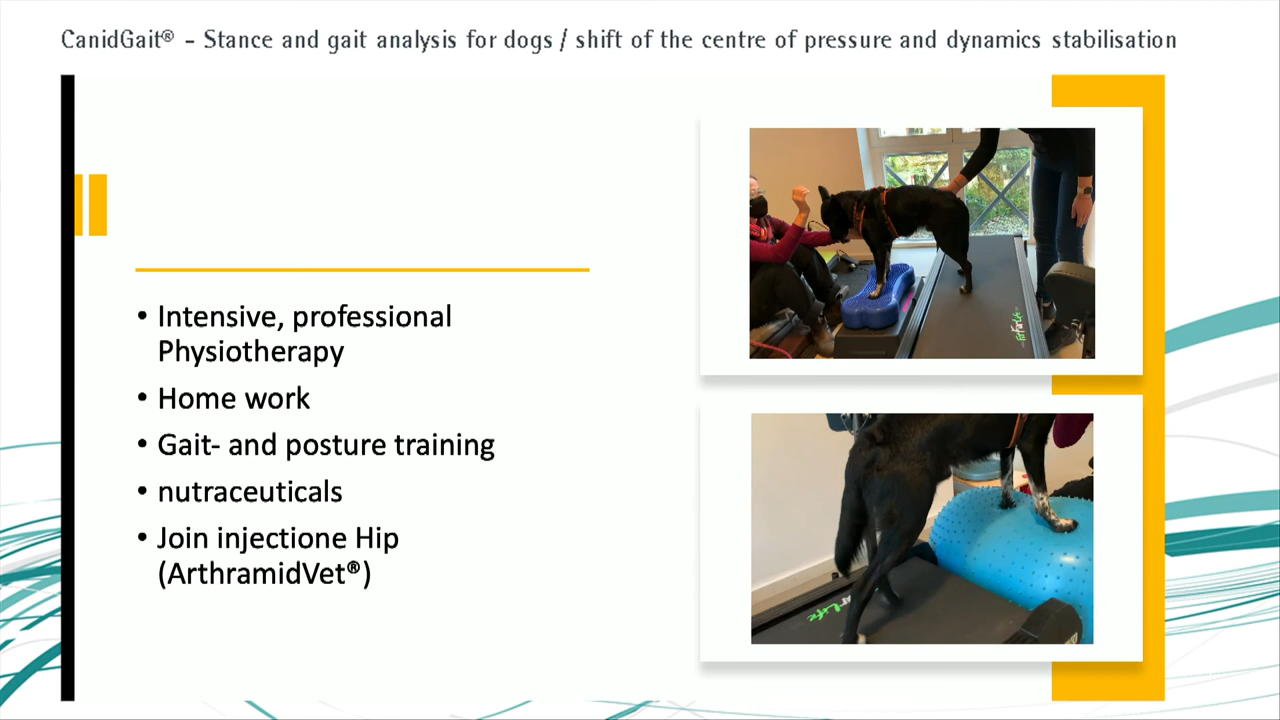 CanidGait® - Stance and gait analysis for dogs / shift of the centre of pressure and dynamics stabilisation
• Intensive, professional
Physiotherapy
• Home work
• Gait- and posture training
• nutraceuticals
• Join injectione Hip
(ArthramidVet®)
FitFurLife